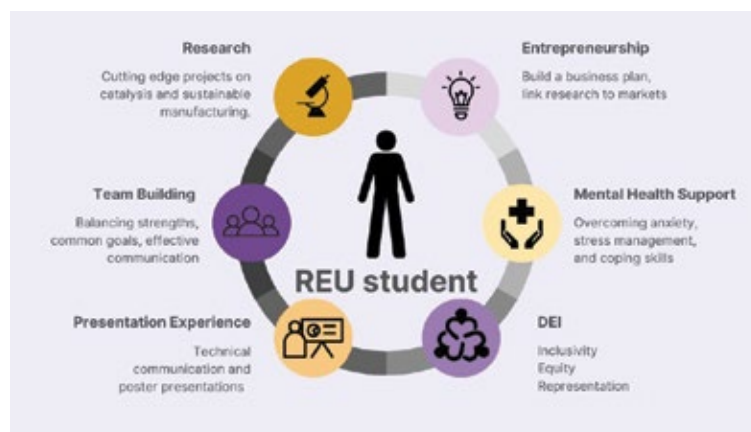 Research
Cutting edge projects on
catalysis and sustainable
manufacturing.
Entrepreneurship
Build a business plan,
link research to markets
Team Building
Balancing strengths,
common goals, effective
communication
Mental Health Support
Overcoming anxiety,
stress management,
and coping skills
REU student
Presentation Experience
Technical
communication and
poster presentations
DEI
Inclusivity
Equity
Representation